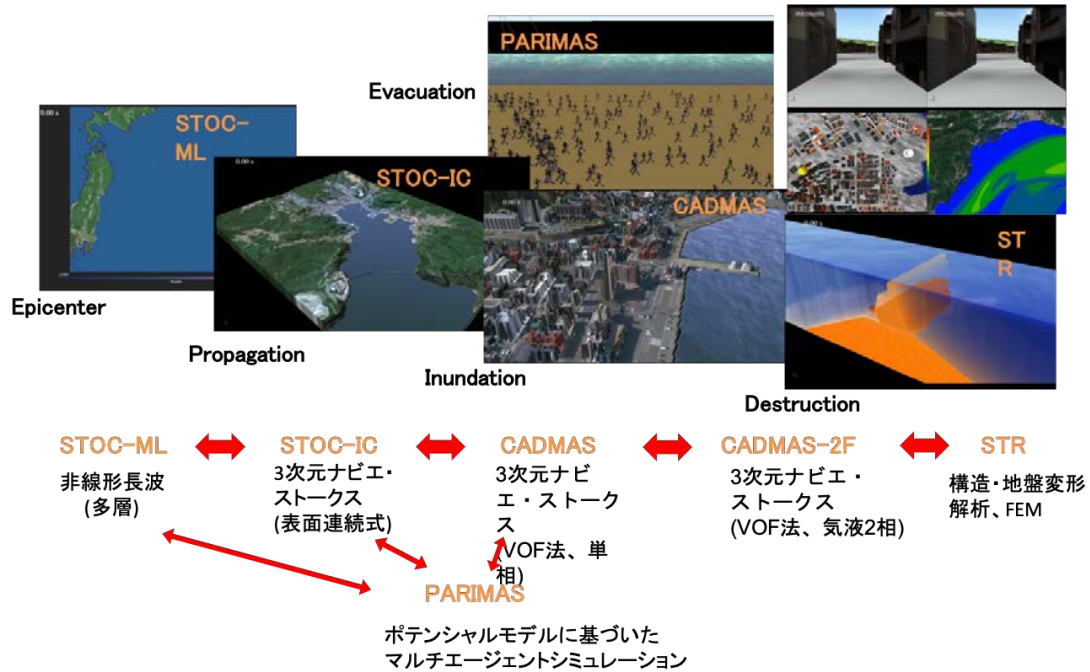 PARIMAS
Evacuation
STOC-
ML
0.00 s
STOC-IC
0.00 s
CADMAS
0.00 s
ST
R
Epicenter
Propagation
Inundation
Destruction
STOC-ML
STOC-IC
CADMAS
CADMAS-2F
STR
非線形長波
(多層)
3次元ナビエ・
ストークス
(表面連続式)
3次元ナビ
エ・ストーク
ス
(VOF法、単
相)
3次元ナビエ・
ストークス
(VOF法、気液2相)
構造・地盤変形
解析、FEM
PARIMAS
ポテンシャルモデルに基づいた
マルチエージェントシミュレーション